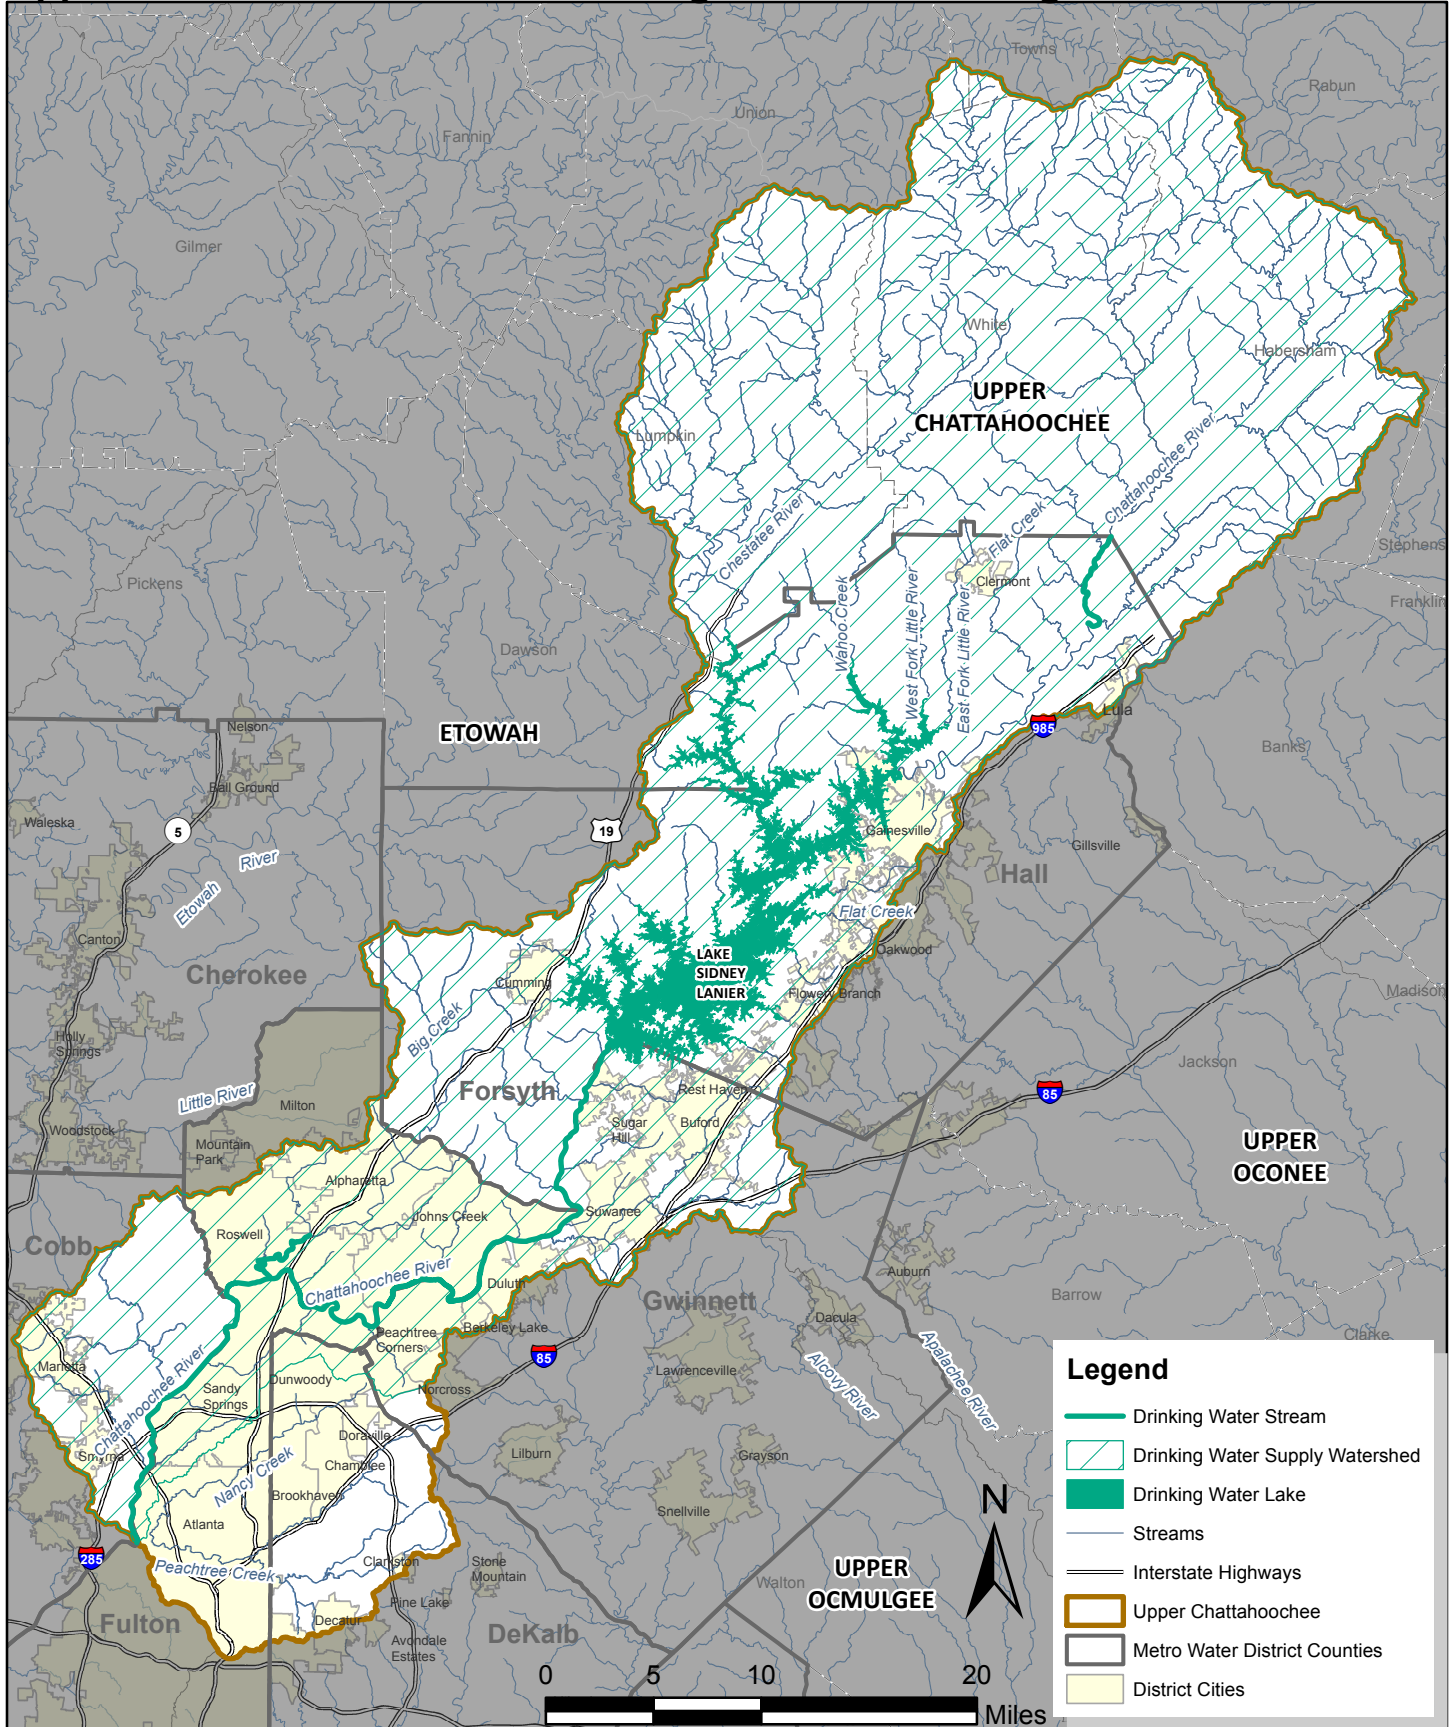 Towns
Rabun
Union
Fannin
Gilmer
White
Habersham
UPPER
CHATTAHOOCHEE
Lumpkin
Chattahoochee River
Chestatee River
Flat Creek
Stephens
Clermont
Pickens
Wahoo Creek
West Fork Little River
East Fork Little River
Franklin
Dawson
Lula
Nelson
ETOWAH
985
Banks
Ball Ground
Waleska
5
19
Gainesville
Gillsville
Etowah
River
Hall
Flat Creek
Canton
Oakwood
LAKE
SIDNEY
LANIER
Cherokee
Cumming
Flowery Branch
Madison
Big Creek
Holly
Springs
Jackson
Forsyth
Rest Haven
85
Little River
Milton
Sugar
Hill
Buford
Woodstock
Mountain
Park
UPPER
OCONEE
Alpharetta
Johns Creek
Suwanee
Roswell
Cobb
Chattahoochee River
Duluth
Auburn
Gwinnett
Barrow
Dacula
Berkeley Lake
Peachtree
Corners
Clarke
85
Apalachee River
Marietta
Lawrenceville
Alcovy River
Chattahoochee River
Dunwoody
Norcross
Sandy
Springs
Doraville
Lilburn
Grayson
Smyrna
Chamblee
Nancy Creek
Brookhaven
Snellville
Atlanta
285
Peachtree Creek
Clarkston
Stone
Mountain
UPPER
OCMULGEE
Walton
Pine Lake
Fulton
Decatur
DeKalb
Avondale
Estates
N
0 5 10 20
Miles
Legend
Drinking Water Stream
Drinking Water Supply Watershed
Drinking Water Lake
Streams
Interstate Highways
Upper Chattahoochee
Metro Water District Counties
District Cities